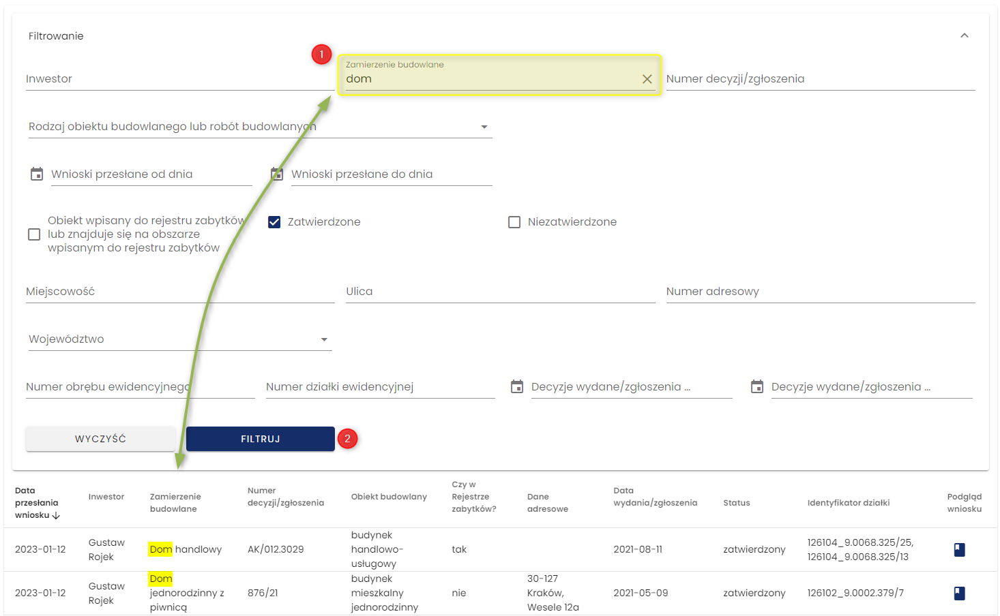 Filtrowanie
1
Inwestor
Zamierzenie budowlane
dom
Numer decyzji/zgłoszenia
Rodzaj obiektu budowlanego lub robót budowlanych
Wnioski przesłane od dnia
Wnioski przesłane do dnia
Obiekt wpisany do rejestru zabytków
lub znajduje się na obszarze
wpisanym do rejestru zabytków
Zatwierdzone
Niezatwierdzone
Miejscowość
Ulica
Numer adresowy
Województwo
Numer obrębu ewidencyjnego
Numer działki ewidencyjnej
Decyzje wydane/zgłoszenia ...
Decyzje wydane/zgłoszenia ...
WYCZYŚĆ
FILTRUJ
2
Data
przesłania
wniosku
Inwestor
Zamierzenie
budowlane
Numer
decyzji/zgłoszenia
Obiekt budowlany
Czy w
Rejestrze
zabytków?
Dane
adresowe
Data
wydania/zgłoszenia
Status
Identyfikator działki
Podgląd
wniosku
2023-01-12
Gustaw
Rojek
Dom handlowy
AK/012.3029
budynek
handlowo-
usługowy
tak
2021-08-11
zatwierdzony
126104_9.0068.325/25,
126104_9.0068.325/13
2023-01-12
Gustaw
Rojek
Dom
jednorodzinny z
piwnicą
876/21
budynek
mieszkalny
jednorodzinny
nie
30-127
Kraków,
Wesele 12a
2021-05-09
zatwierdzony
126102_9.0002.379/7